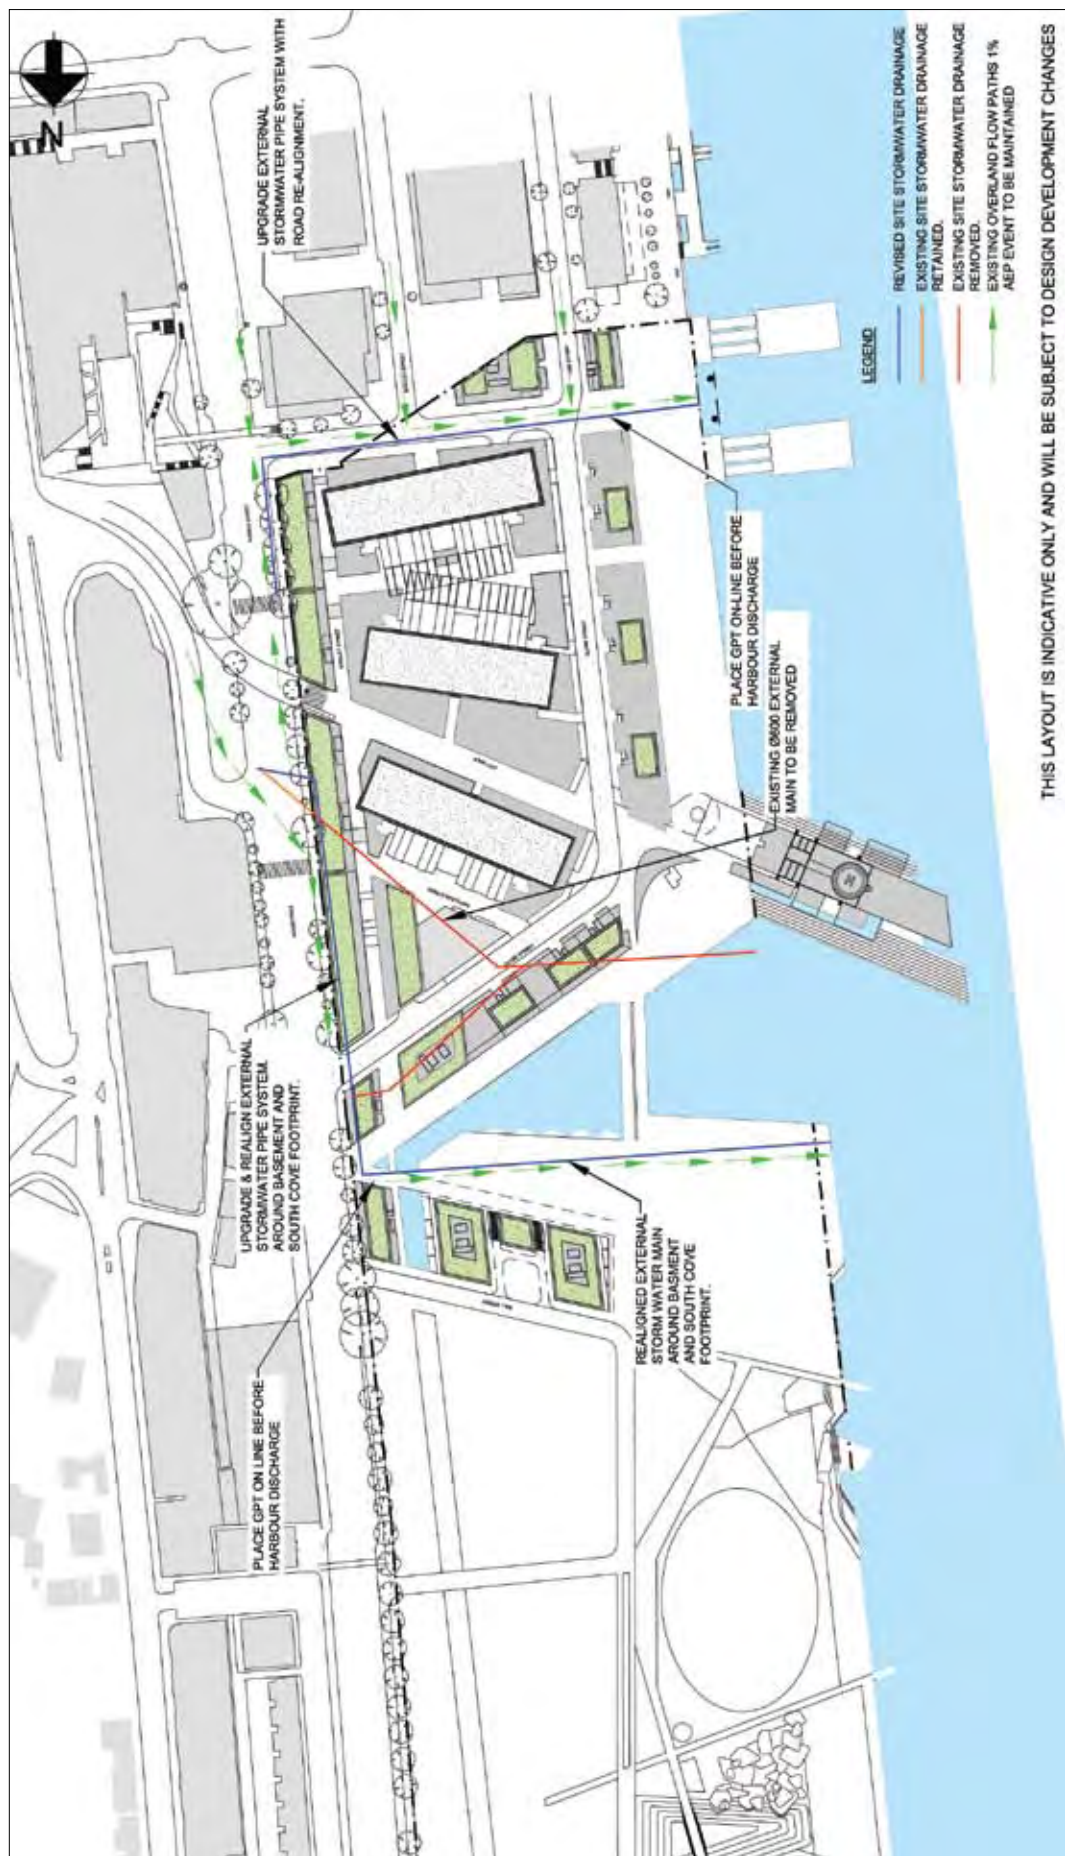 N
UPGRADE EXTERNAL
STORMWATER PIPE SYSTEM WITH
ROAD RE-ALIGNMENT.
UPGRADE & REALIGN EXTERNAL
STORMWATER PIPE SYSTEM.
AROUND BASEMENT AND
SOUTH COVE FOOTPRINT.
PLACE GPT ON LINE BEFORE
HARBOUR DISCHARGE
PLACE GPT ON-LINE BEFORE
HARBOUR DISCHARGE
EXISTING Ø600 EXTERNAL
MAIN TO BE REMOVED
REALIGNED EXTERNAL
STORM WATER MAIN
AROUND BASMENT
AND SOUTH COVE
FOOTPRINT.
LEGEND
REVISED SITE STORMWATER DRAINAGE
EXISTING SITE STORMWATER DRAINAGE
RETAINED.
EXISTING SITE STORMWATER DRAINAGE
REMOVED.
EXISTING OVERLAND FLOW PATHS 1%
AEP EVENT TO BE MAINTAINED
THIS LAYOUT IS INDICATIVE ONLY AND WILL BE SUBJECT TO DESIGN DEVELOPMENT CHANGES